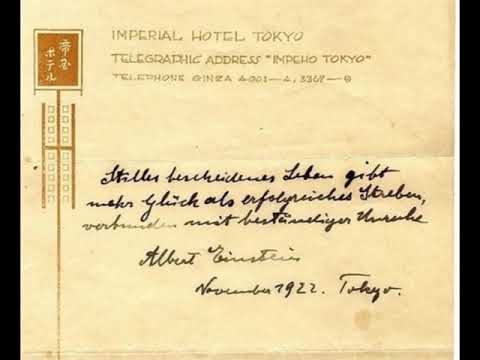 帝国
ホテル
IMPERIAL HOTEL TOKYO
TELEGRAPHIC ADDRESS "IMPEHO TOKYO"
TELEPHONE GINZA 4001—4, 3368—9
Stilles bescheidenes Leben gibt
mehr Glück als erfolgreiches Streben,
verbunden mit beständiger Unruhe
Albert Einstein
November 1922. Tokyo.